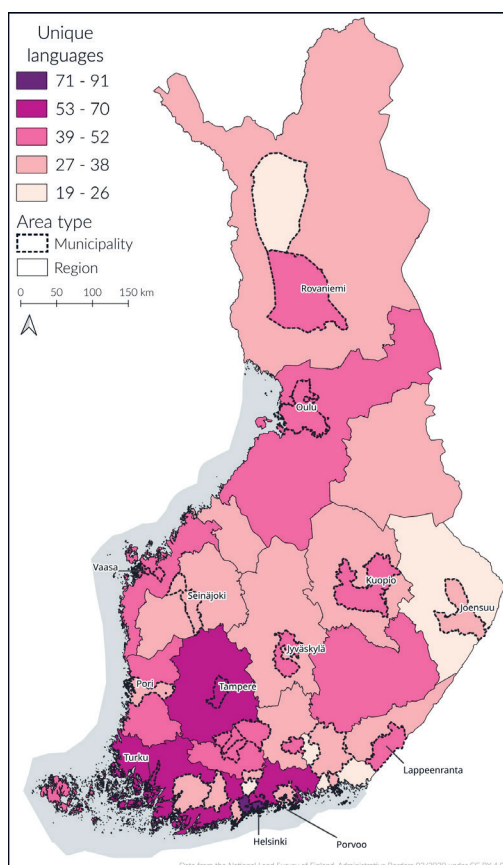 Unique
languages
71 - 91
53 - 70
39 - 52
27 - 38
19 - 26
Area type
Municipality
Region
0 50 100 150 km
Rovaniemi
Oulu
Vaasa
Kuopio
Seinäjoki
Joensuu
Jyväskylä
Pori
Tampere
Turku
Lappeenranta
Helsinki
Porvoo